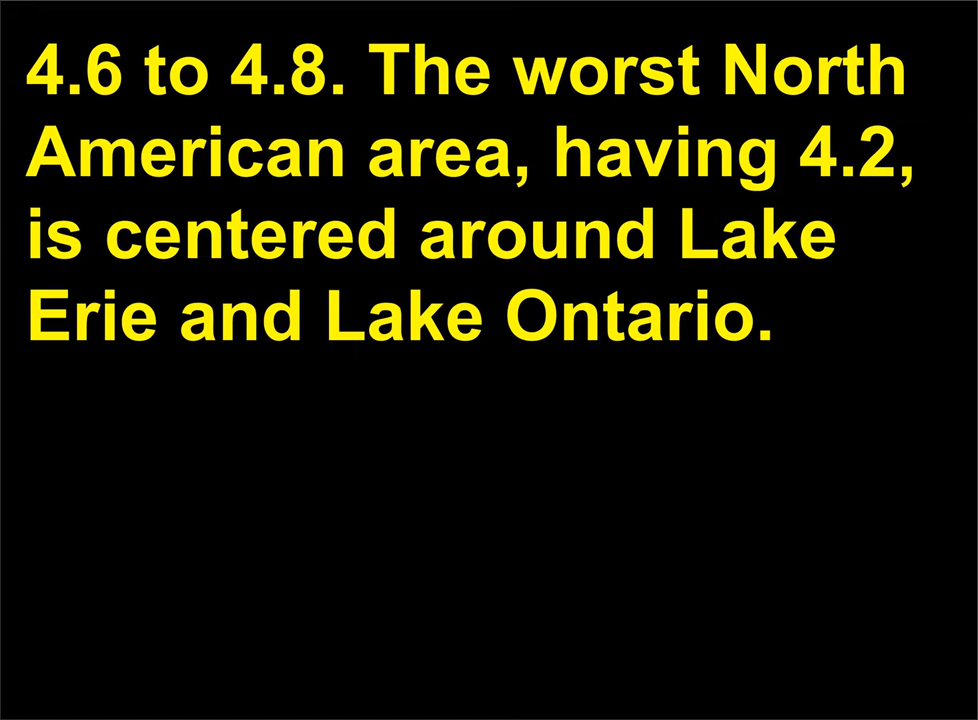 4.6 to 4.8. The worst North
American area, having 4.2,
is centered around Lake
Erie and Lake Ontario.